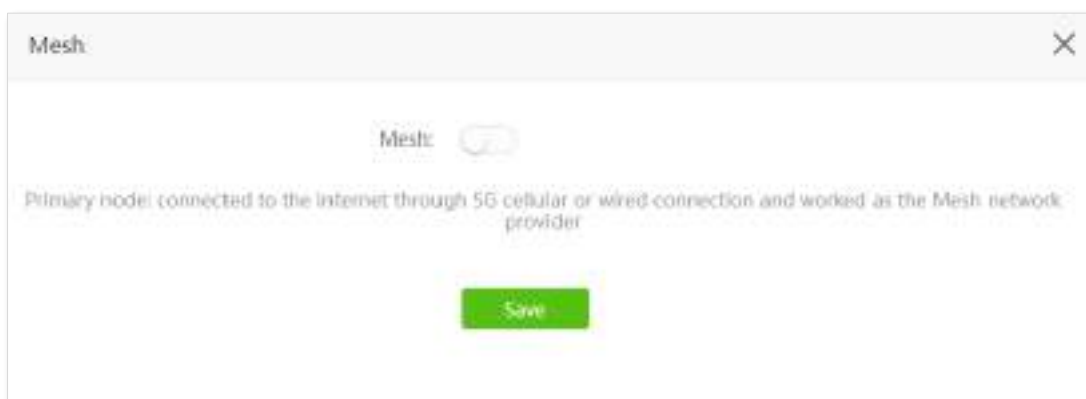 Mesh
Mesh:
Primary node: connected to the internet through 5G cellular or wired connection and worked as the Mesh network
provider
Save